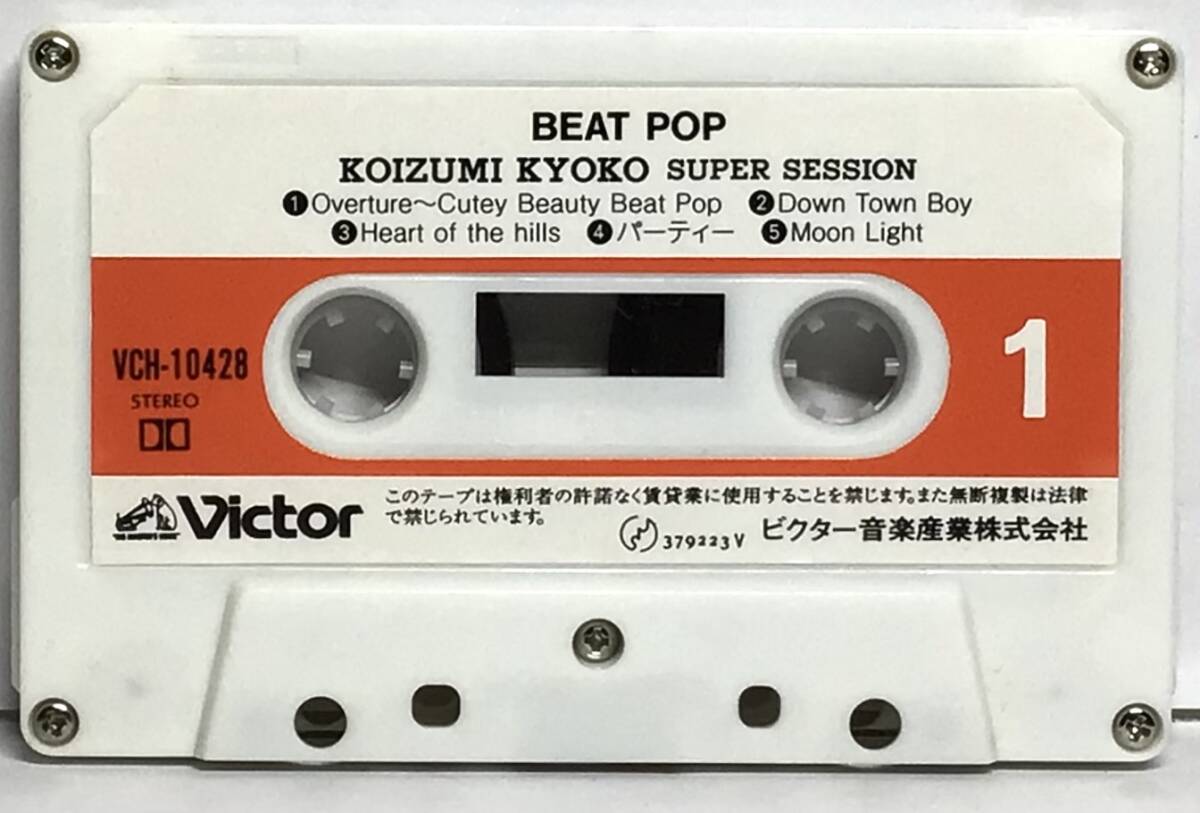 BEAT POP
KOIZUMI KYOKO SUPER SESSION
❶Overture～Cutey Beauty Beat Pop ❷Down Town Boy
❸Heart of the hills ❹パーティー ❺Moon Light
VCH-10428
STEREO
1
Victor
このテープは権利者の許諾なく賃貸業に使用することを禁じます。また無断複製は法律
で禁じられています。
379223V ビクター音楽産業株式会社